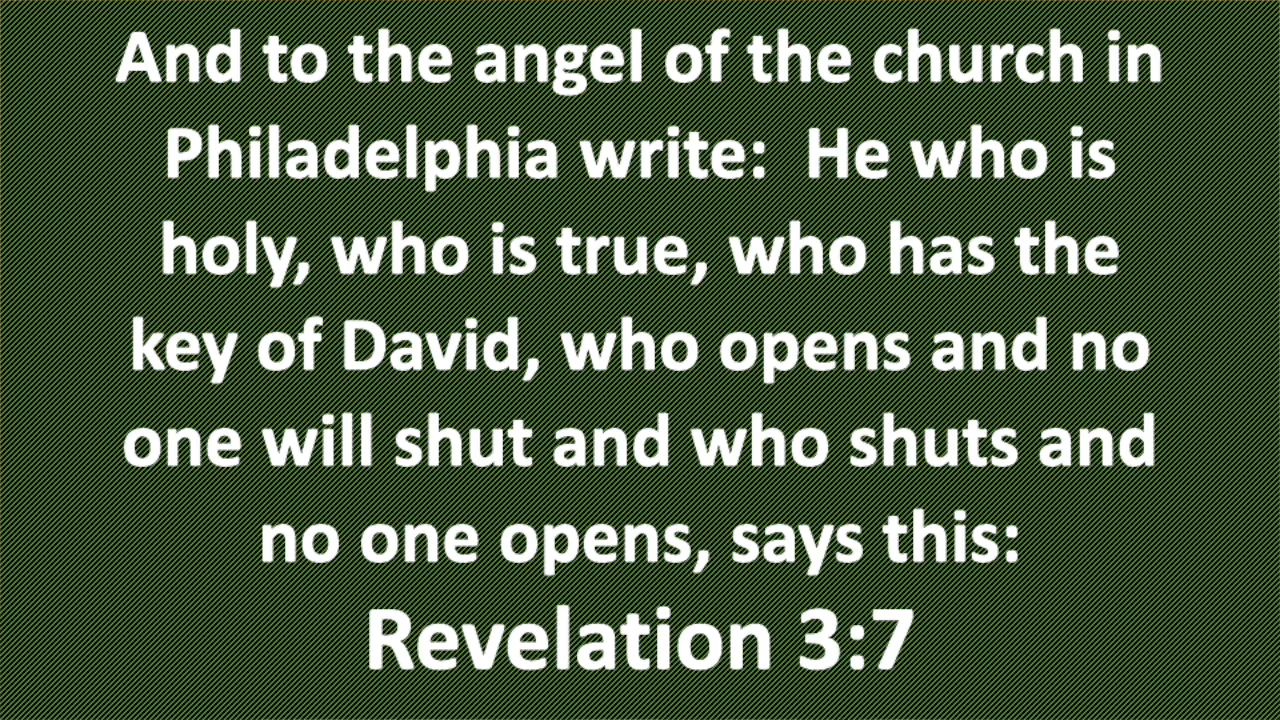 And to the angel of the church in
Philadelphia write:  He who is
holy, who is true, who has the
key of David, who opens and no
one will shut and who shuts and
no one opens, says this:
Revelation 3:7